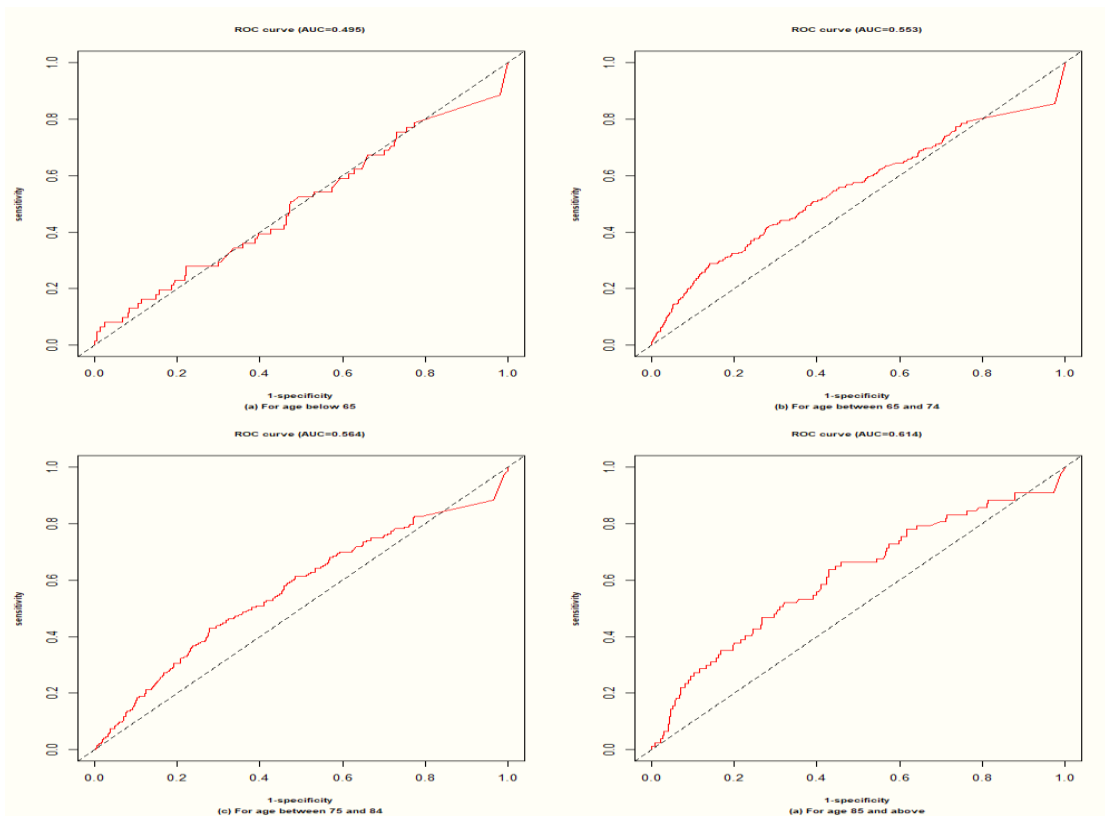 ROC curve (AUC=0.495)
sensitivity
0.0 0.2 0.4 0.6 0.8 1.0
0.0 0.2 0.4 0.6 0.8 1.0
1-specificity
(a) For age below 65
ROC curve (AUC=0.553)
sensitivity
0.0 0.2 0.4 0.6 0.8 1.0
0.0 0.2 0.4 0.6 0.8 1.0
1-specificity
(b) For age between 65 and 74
ROC curve (AUC=0.564)
sensitivity
0.0 0.2 0.4 0.6 0.8 1.0
0.0 0.2 0.4 0.6 0.8 1.0
1-specificity
(c) For age between 75 and 84
ROC curve (AUC=0.614)
sensitivity
0.0 0.2 0.4 0.6 0.8 1.0
0.0 0.2 0.4 0.6 0.8 1.0
1-specificity
(a) For age 85 and above